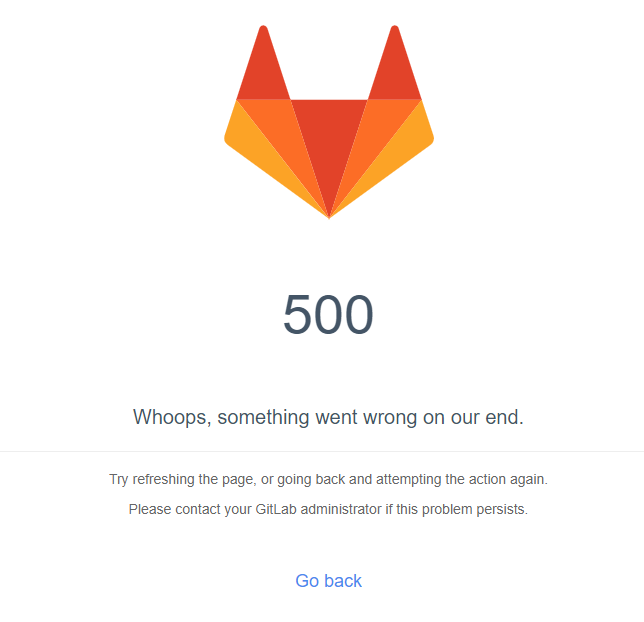 500
Whoops, something went wrong on our end.
Try refreshing the page, or going back and attempting the action again.
Please contact your GitLab administrator if this problem persists.
Go back